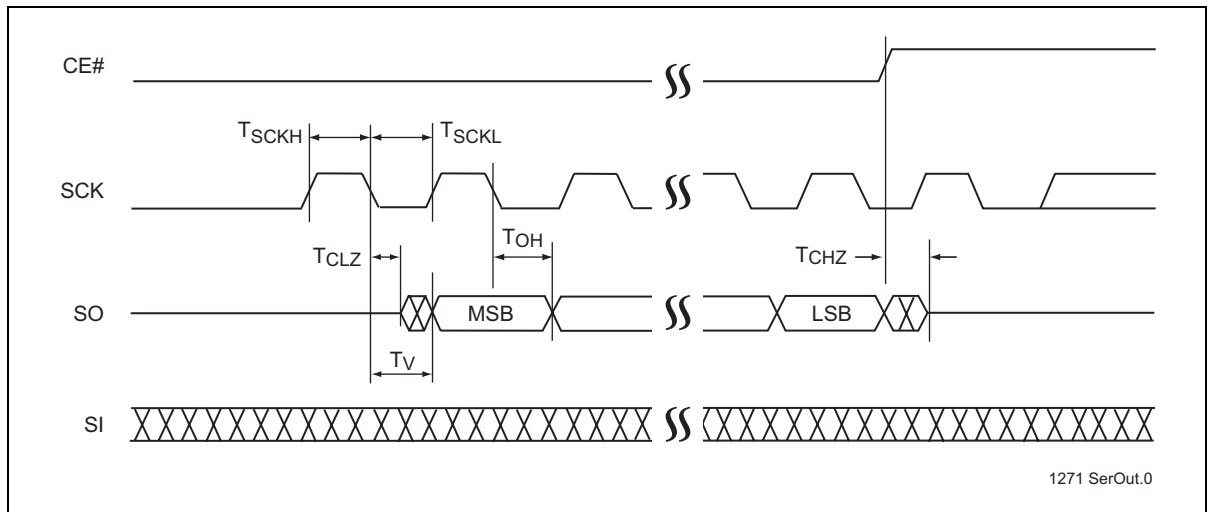 CE#
TSCKH TSCKL
SCK
TOH
TCLZ TCHZ
SO MSB LSB
TV
SI
1271 SerOut.0